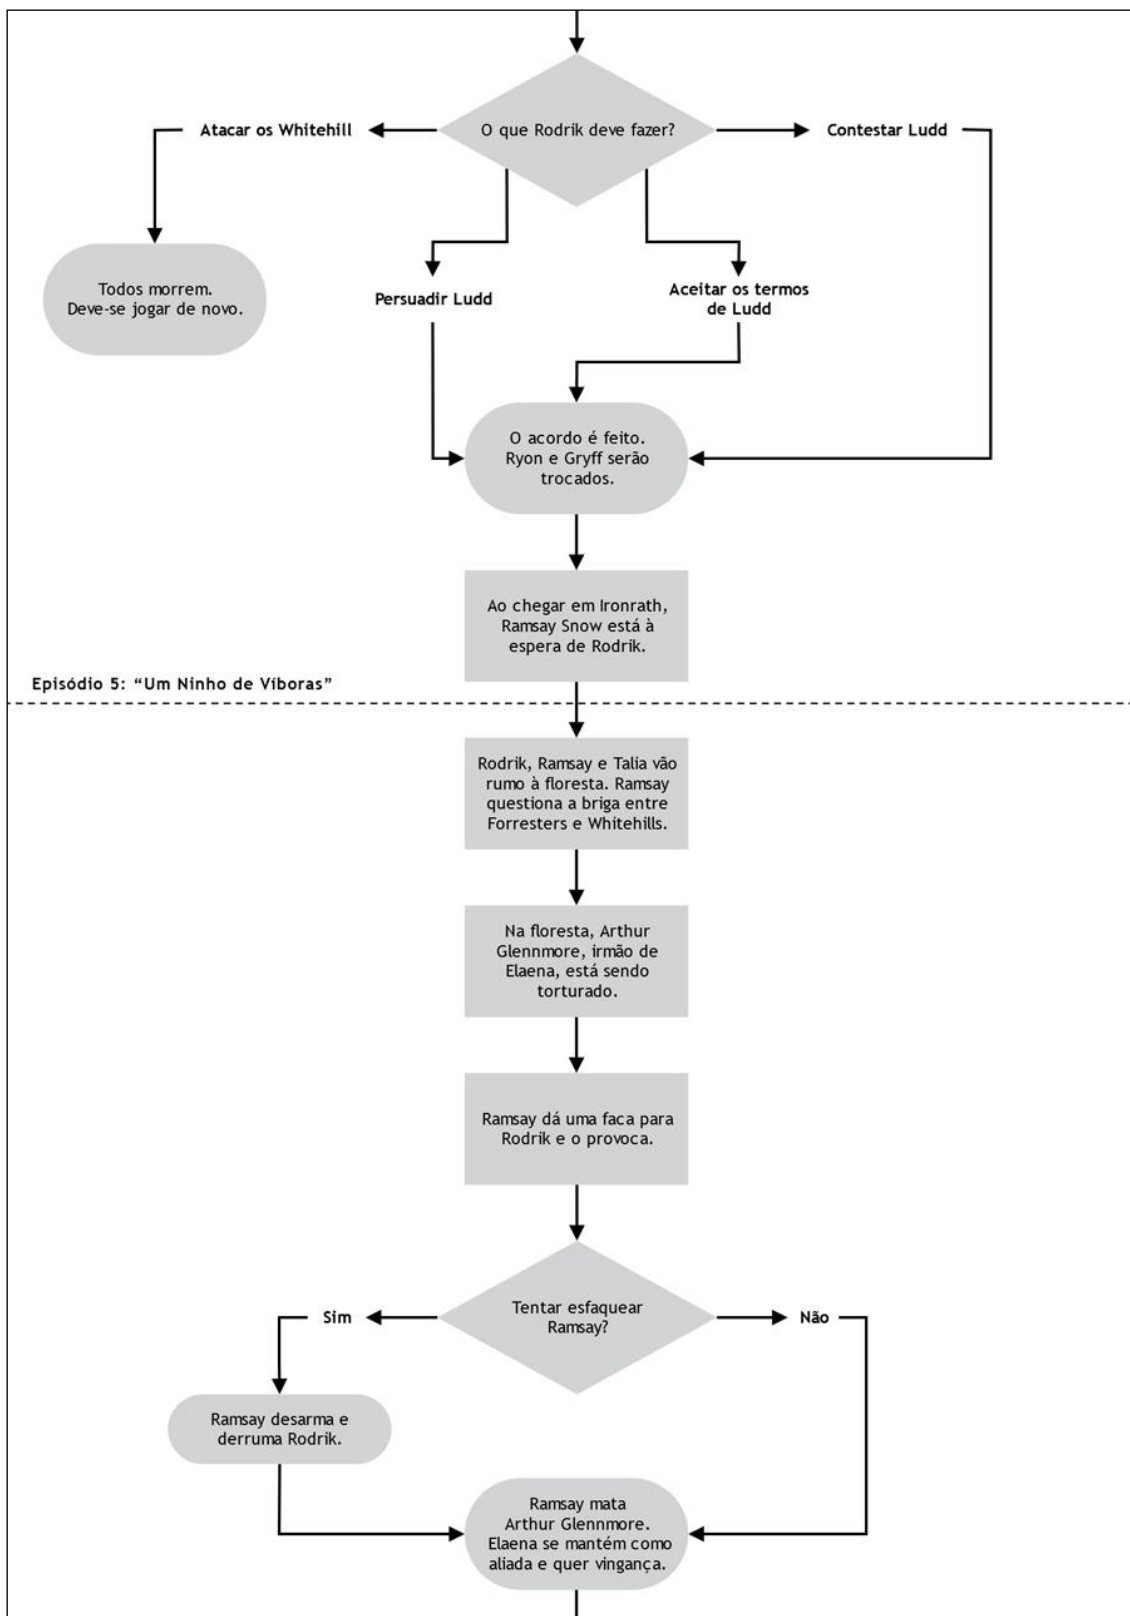 O que Rodrik deve fazer?
Atacar os Whitehill
Contestar Ludd
Todos morrem.
Deve-se jogar de novo.
Persuadir Ludd
Aceitar os termos
de Ludd
O acordo é feito.
Ryon e Gryff serão
trocados.
Ao chegar em Ironrath,
Ramsay Snow está à
espera de Rodrik.
Episódio 5: “Um Ninho de Víboras”
Rodrik, Ramsay e Talia vão
rumo à floresta. Ramsay
questiona a briga entre
Forresters e Whitehills.
Na floresta, Arthur
Glennmore, irmão de
Elaena, está sendo
torturado.
Ramsay dá uma faca para
Rodrik e o provoca.
Tentar esfaquear
Ramsay?
Sim
Não
Ramsay desarma e
derruma Rodrik.
Ramsay mata
Arthur Glennmore.
Elaena se mantém como
aliada e quer vingança.